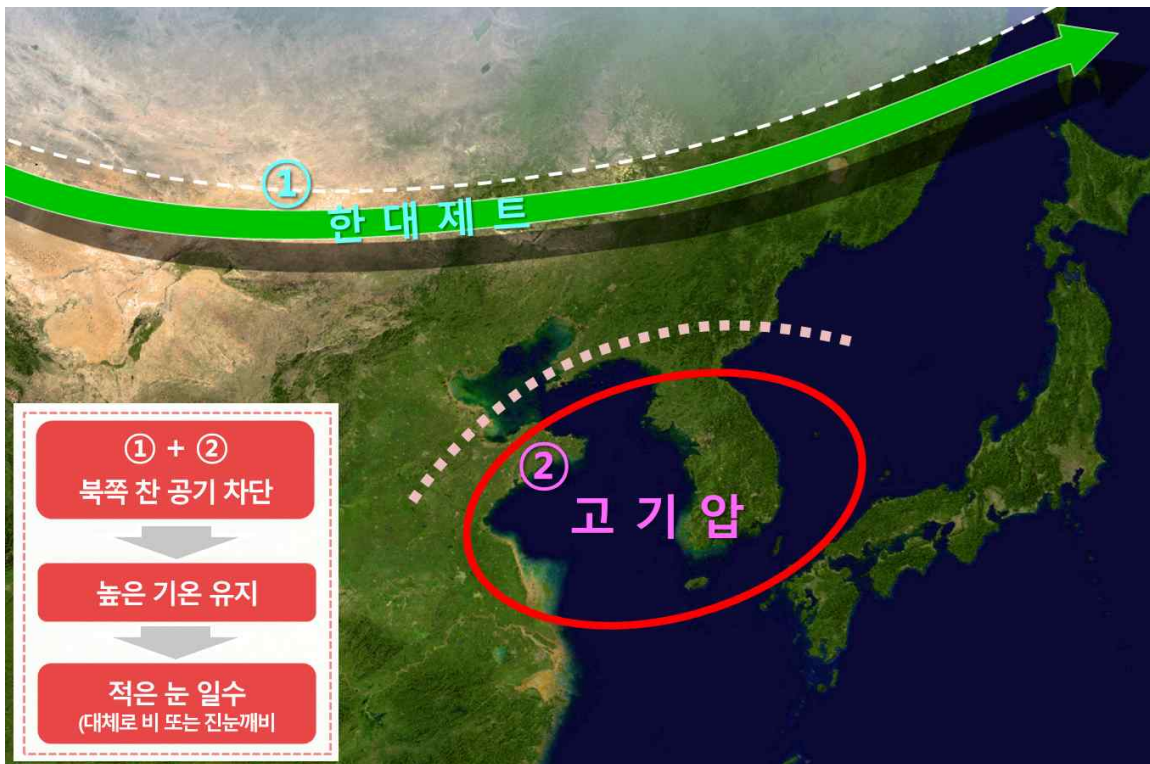 ①
한대제트
②
고기압
① + ②
북쪽 찬 공기 차단
높은 기온 유지
적은 눈 일수
(대체로 비 또는 진눈깨비